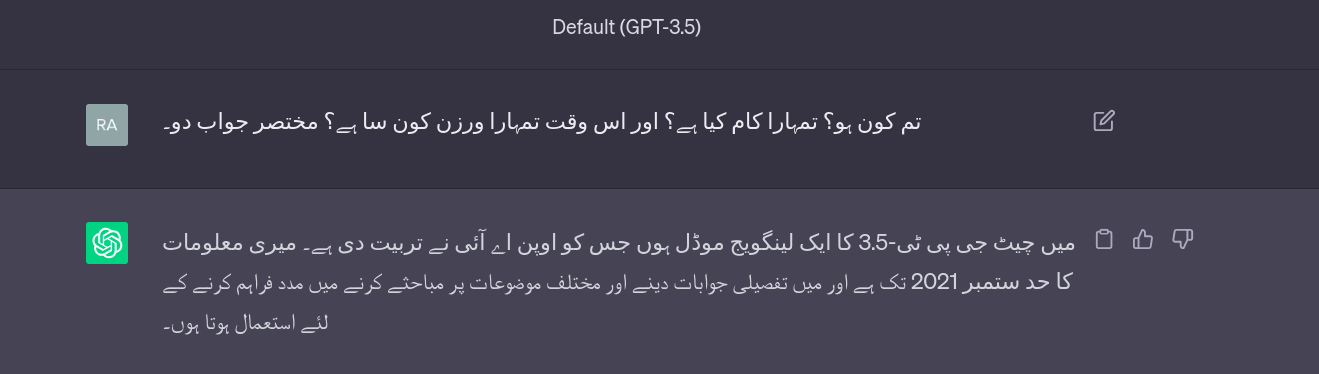 Default (GPT-3.5)
RA
تم کون ہو؟ تمہارا کام کیا ہے؟ اور اس وقت تمہارا ورزن کون سا ہے؟ مختصر جواب دو۔
میں چیٹ جی پی ٹی-3.5 کا ایک لینگویج موڈل ہوں جس کو اوپن اے آئی نے تربیت دی ہے۔ میری معلومات
کا حد ستمبر 2021 تک ہے اور میں تفصیلی جوابات دینے اور مختلف موضوعات پر مباحثے کرنے میں مدد فراہم کرنے کے
لئے استعمال ہوتا ہوں۔